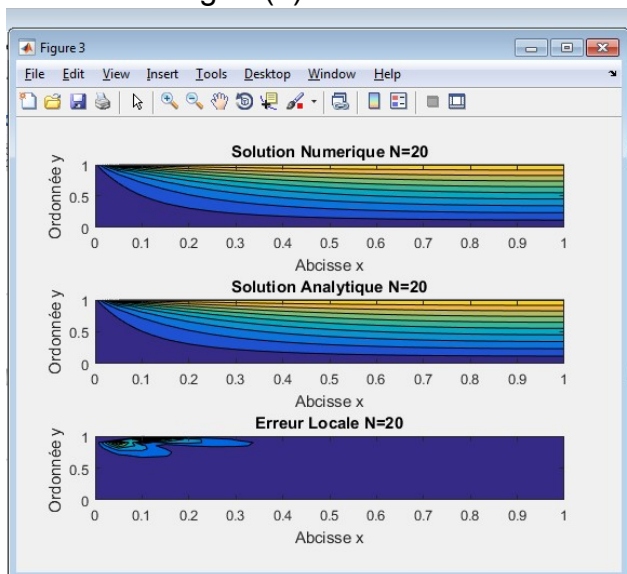 Figure 3
File Edit View Insert Tools Desktop Window Help
Solution Numerique N=20
Ordonnée y
1
0.5
0
0 0.1 0.2 0.3 0.4 0.5 0.6 0.7 0.8 0.9 1
Abcisse x
Solution Analytique N=20
Ordonnée y
1
0.5
0
0 0.1 0.2 0.3 0.4 0.5 0.6 0.7 0.8 0.9 1
Abcisse x
Erreur Locale N=20
Ordonnée y
1
0.5
0
0 0.1 0.2 0.3 0.4 0.5 0.6 0.7 0.8 0.9 1
Abcisse x